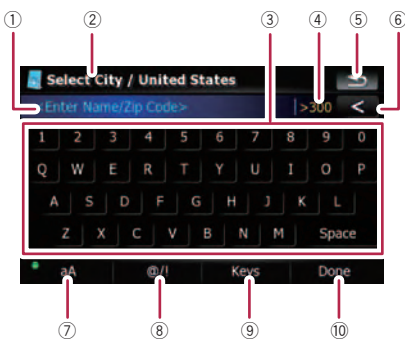 ① ② ③ ④ ⑤ ⑥
Select City / United States
<Enter Name/Zip Code> >300 <
1 2 3 4 5 6 7 8 9 0
Q W E R T Y U I O P
A S D F G H J K L
Z X C V B N M Space
aA @/! Keys Done
⑦ ⑧ ⑨ ⑩